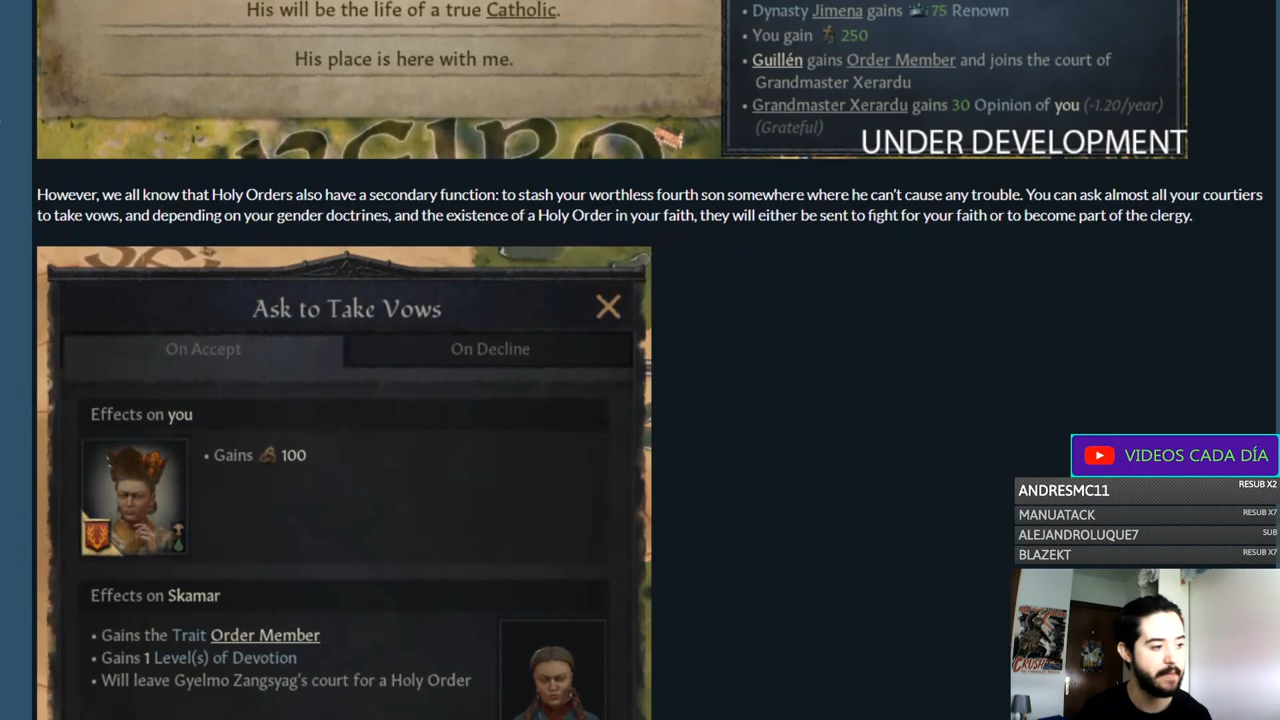 His will be the life of a true Catholic.
His place is here with me.
• Dynasty Jimena gains 75 Renown
• You gain 250
• Guillén gains Order Member and joins the court of
Grandmaster Xerardu
• Grandmaster Xerardu gains 30 Opinion of you (-1.20/year)
(Grateful)
UNDER DEVELOPMENT
However, we all know that Holy Orders also have a secondary function: to stash your worthless fourth son somewhere where he can't cause any trouble. You can ask almost all your courtiers
to take vows, and depending on your gender doctrines, and the existence of a Holy Order in your faith, they will either be sent to fight for your faith or to become part of the clergy.
Ask to Take Vows
On Accept
On Decline
Effects on you
• Gains 100
Effects on Skamar
• Gains the Trait Order Member
• Gains 1 Level(s) of Devotion
• Will leave Gyelmo Zangsyag's court for a Holy Order
VIDEOS CADA DÍA
ANDRESMC11 RESUB X2
MANUATACK RESUB X7
ALEJANDROLUQUE7 SUB
BLAZEKT RESUB X7